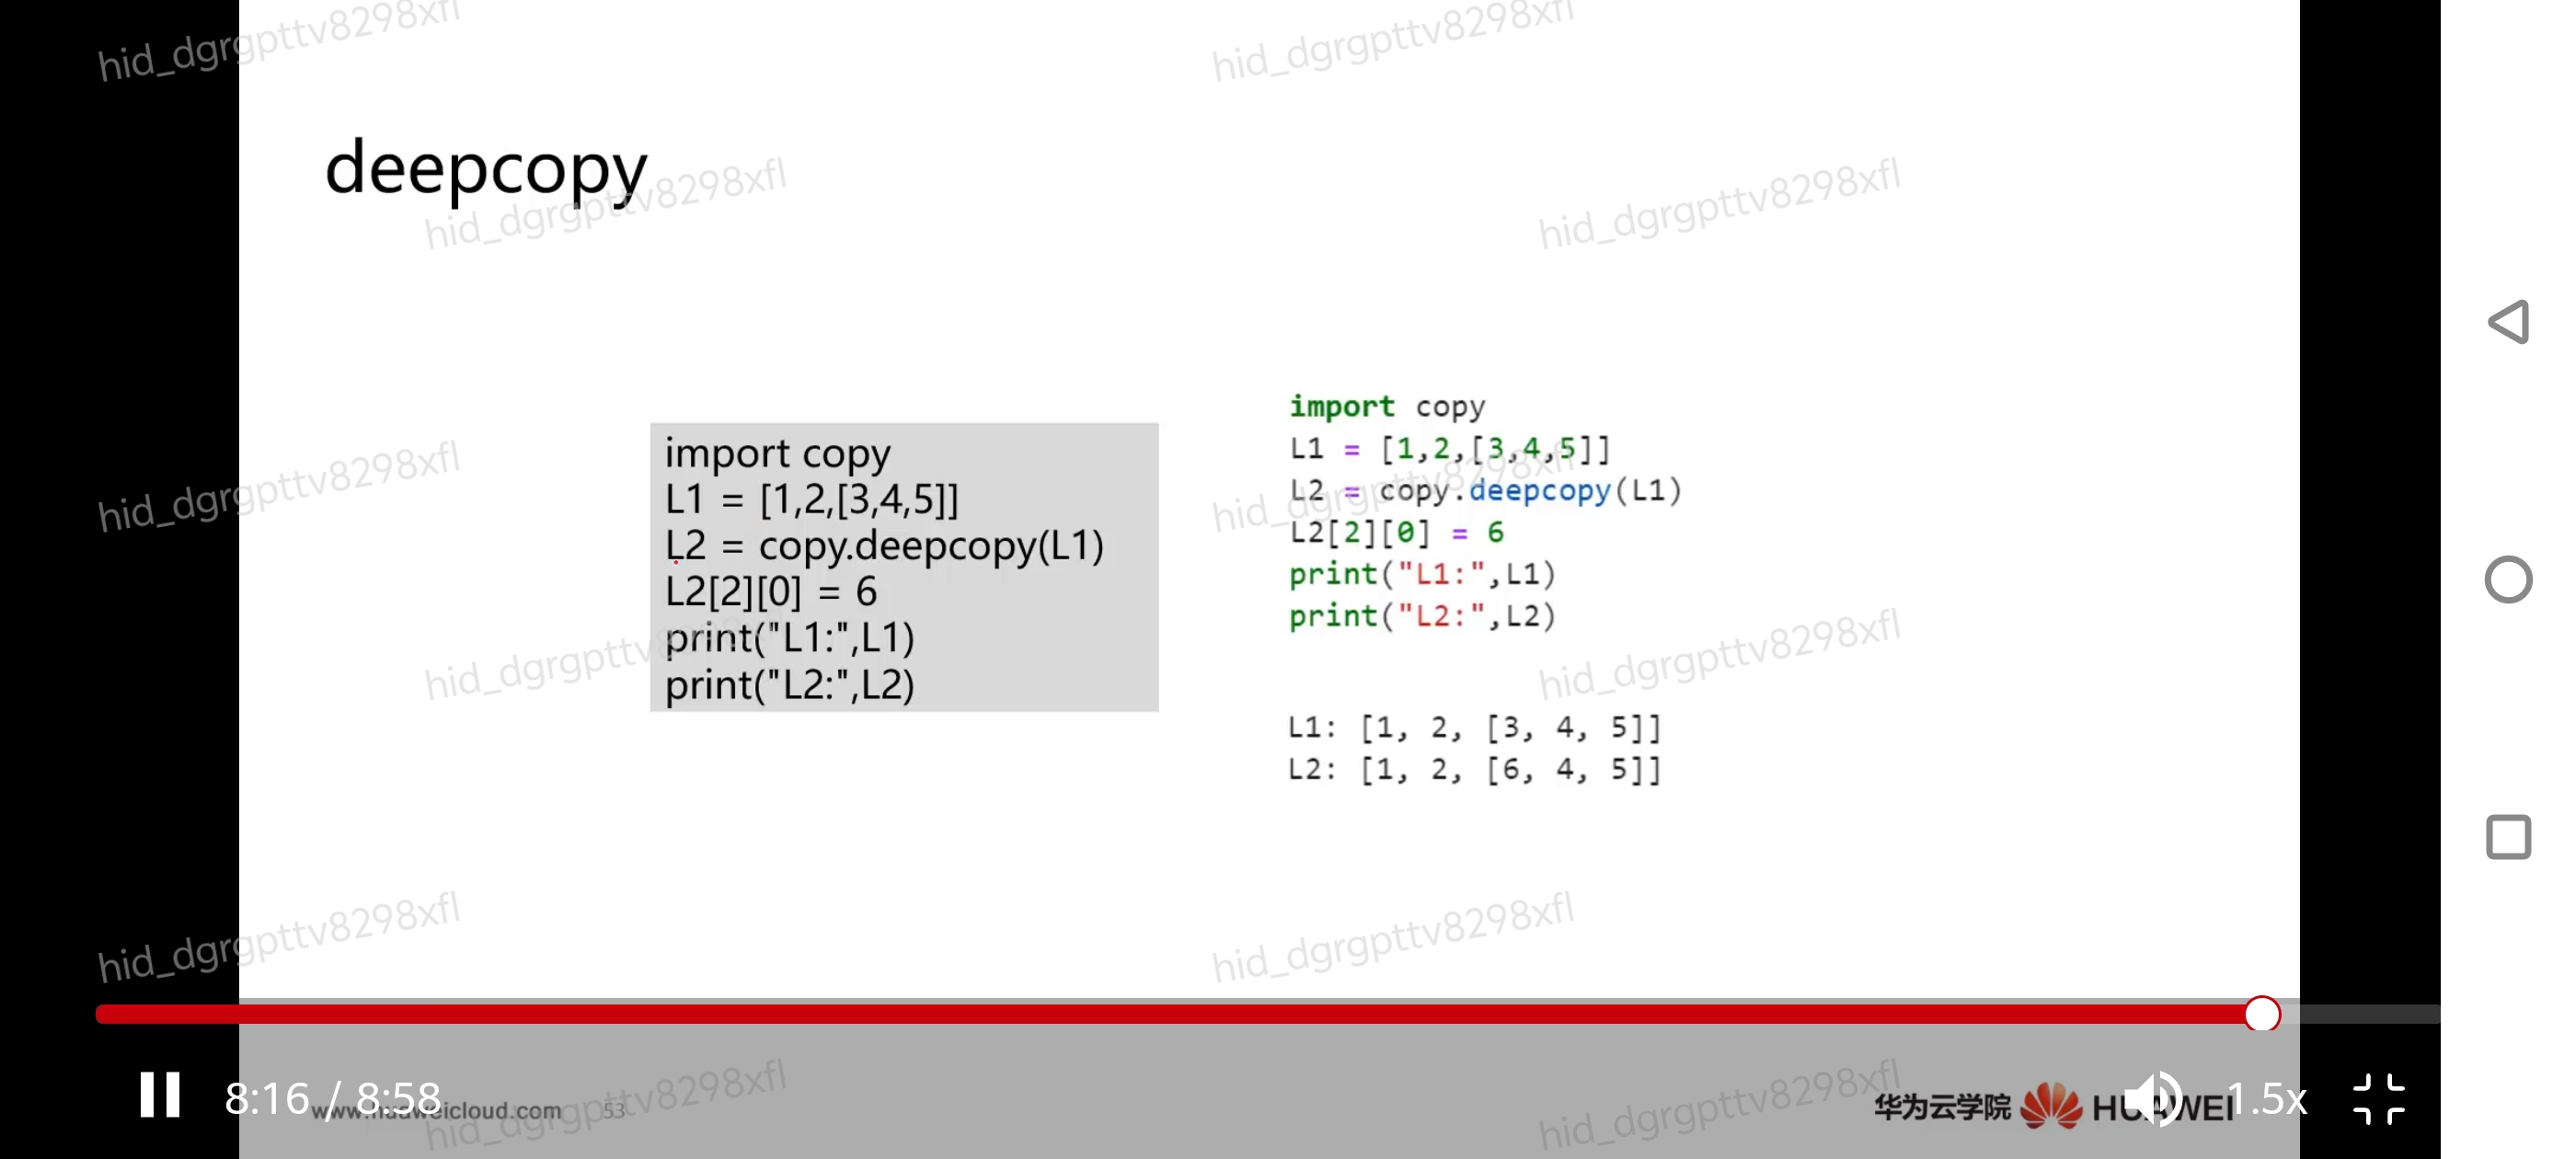 hid_dgrgpttv8298xfl
hid_dgrgpttv8298xfl
deepcopy
hid_dgrgpttv8298xfl
hid_dgrgpttv8298xfl
import copy
L1 = [1,2,[3,4,5]]
L2 = copy.deepcopy(L1)
L2[2][0] = 6
print("L1:",L1)
print("L2:",L2)
import copy
L1 = [1,2,[3,4,5]]
L2 = copy.deepcopy(L1)
L2[2][0] = 6
print("L1:",L1)
print("L2:",L2)
L1: [1, 2, [3, 4, 5]]
L2: [1, 2, [6, 4, 5]]
hid_dgrgpttv8298xfl
hid_dgrgpttv8298xfl
hid_dgrgpttv8298xfl
hid_dgrgpttv8298xfl
hid_dgrgpttv8298xfl
hid_dgrgpttv8298xfl
8:16 / 8:58
www.huaweicloud.com 53
华为云学院 HUAWEI
1.5x
hid_dgrgpttv8298xfl
hid_dgrgpttv8298xfl